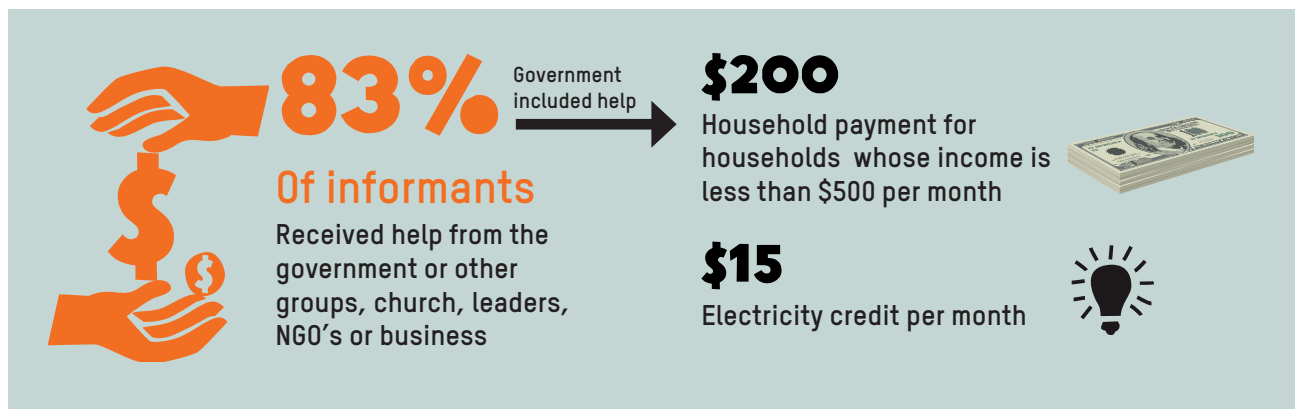 83%
Of informants
Received help from the
government or other
groups, church, leaders,
NGO's or business
Government
included help
$200
Household payment for
households whose income is
less than $500 per month
$15
Electricity credit per month